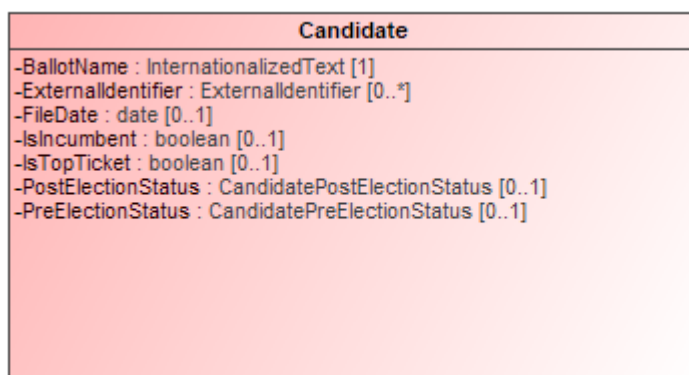 Candidate
-BallotName : InternationalizedText [1]
-ExternalIdentifier : ExternalIdentifier [0..*]
-FileDate : date [0..1]
-IsIncumbent : boolean [0..1]
-IsTopTicket : boolean [0..1]
-PostElectionStatus : CandidatePostElectionStatus [0..1]
-PreElectionStatus : CandidatePreElectionStatus [0..1]